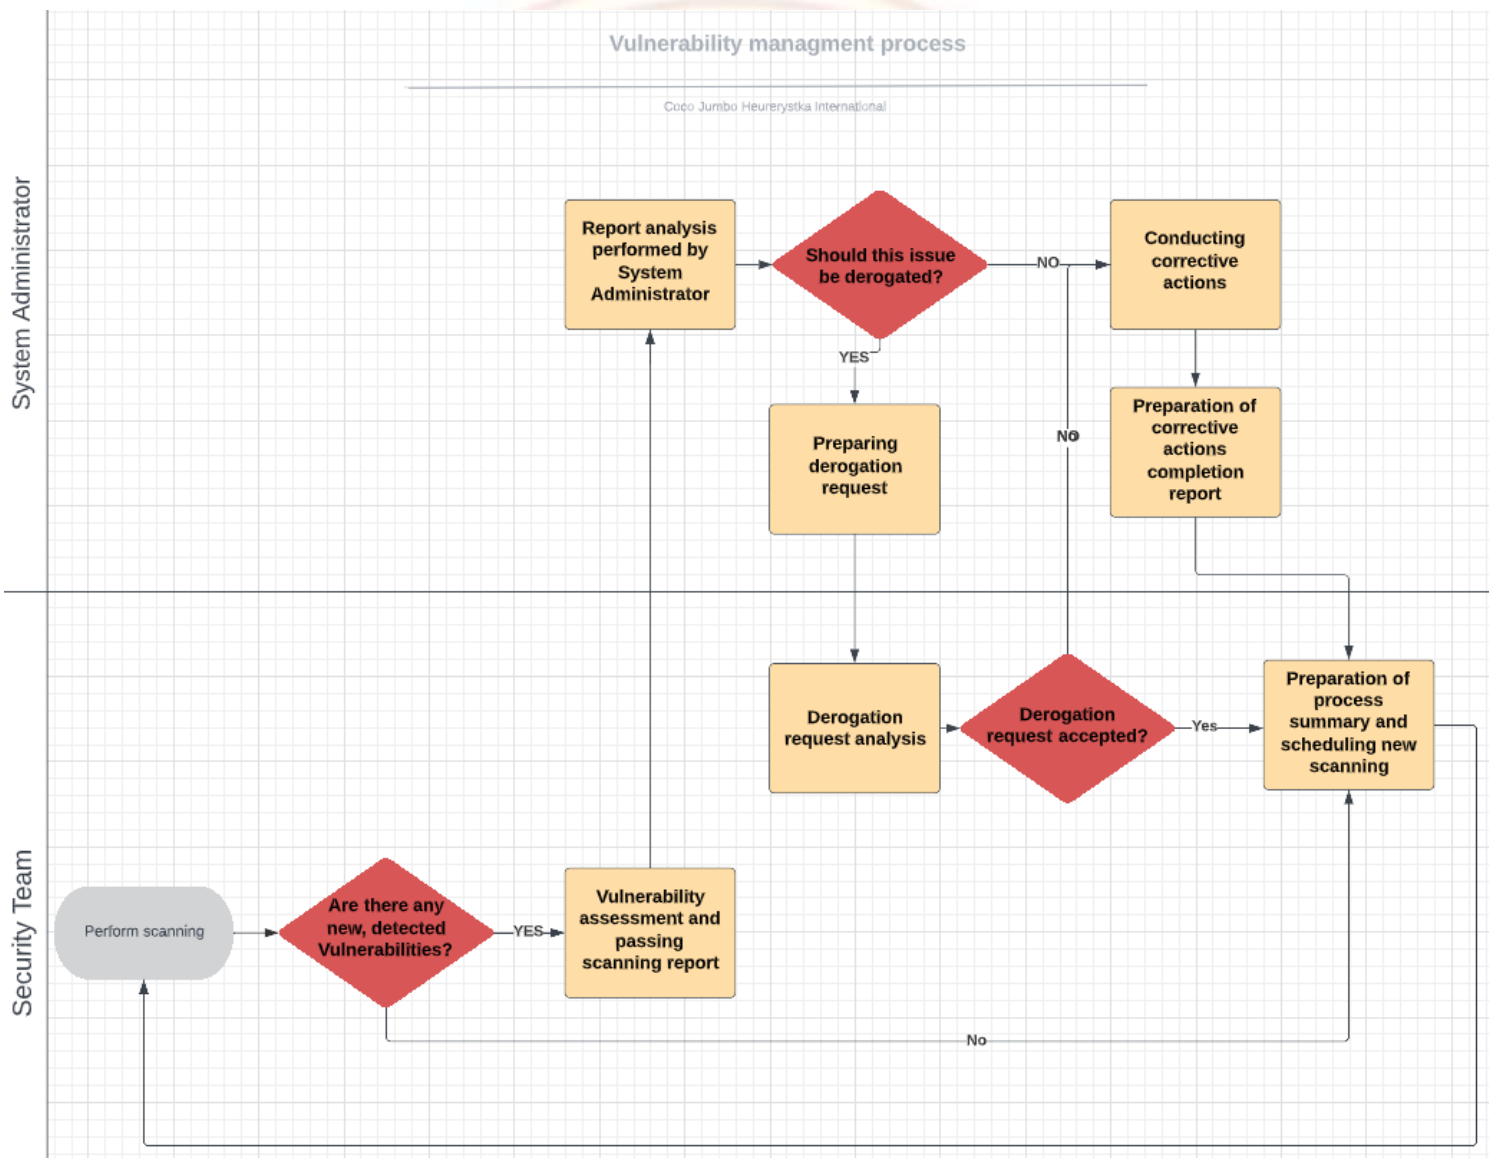 Vulnerability managment process
Coco Jumbo Heurerystka International
System Administrator
Report analysis
performed by
System
Administrator
Should this issue
be derogated?
NO
Conducting
corrective
actions
YES
Preparing
derogation
request
NO
Preparation of
corrective
actions
completion
report
Security Team
Derogation
request analysis
Derogation
request accepted?
Yes
Preparation of
process
summary and
scheduling new
scanning
Perform scanning
Are there any
new, detected
Vulnerabilities?
YES
Vulnerability
assessment and
passing
scanning report
No